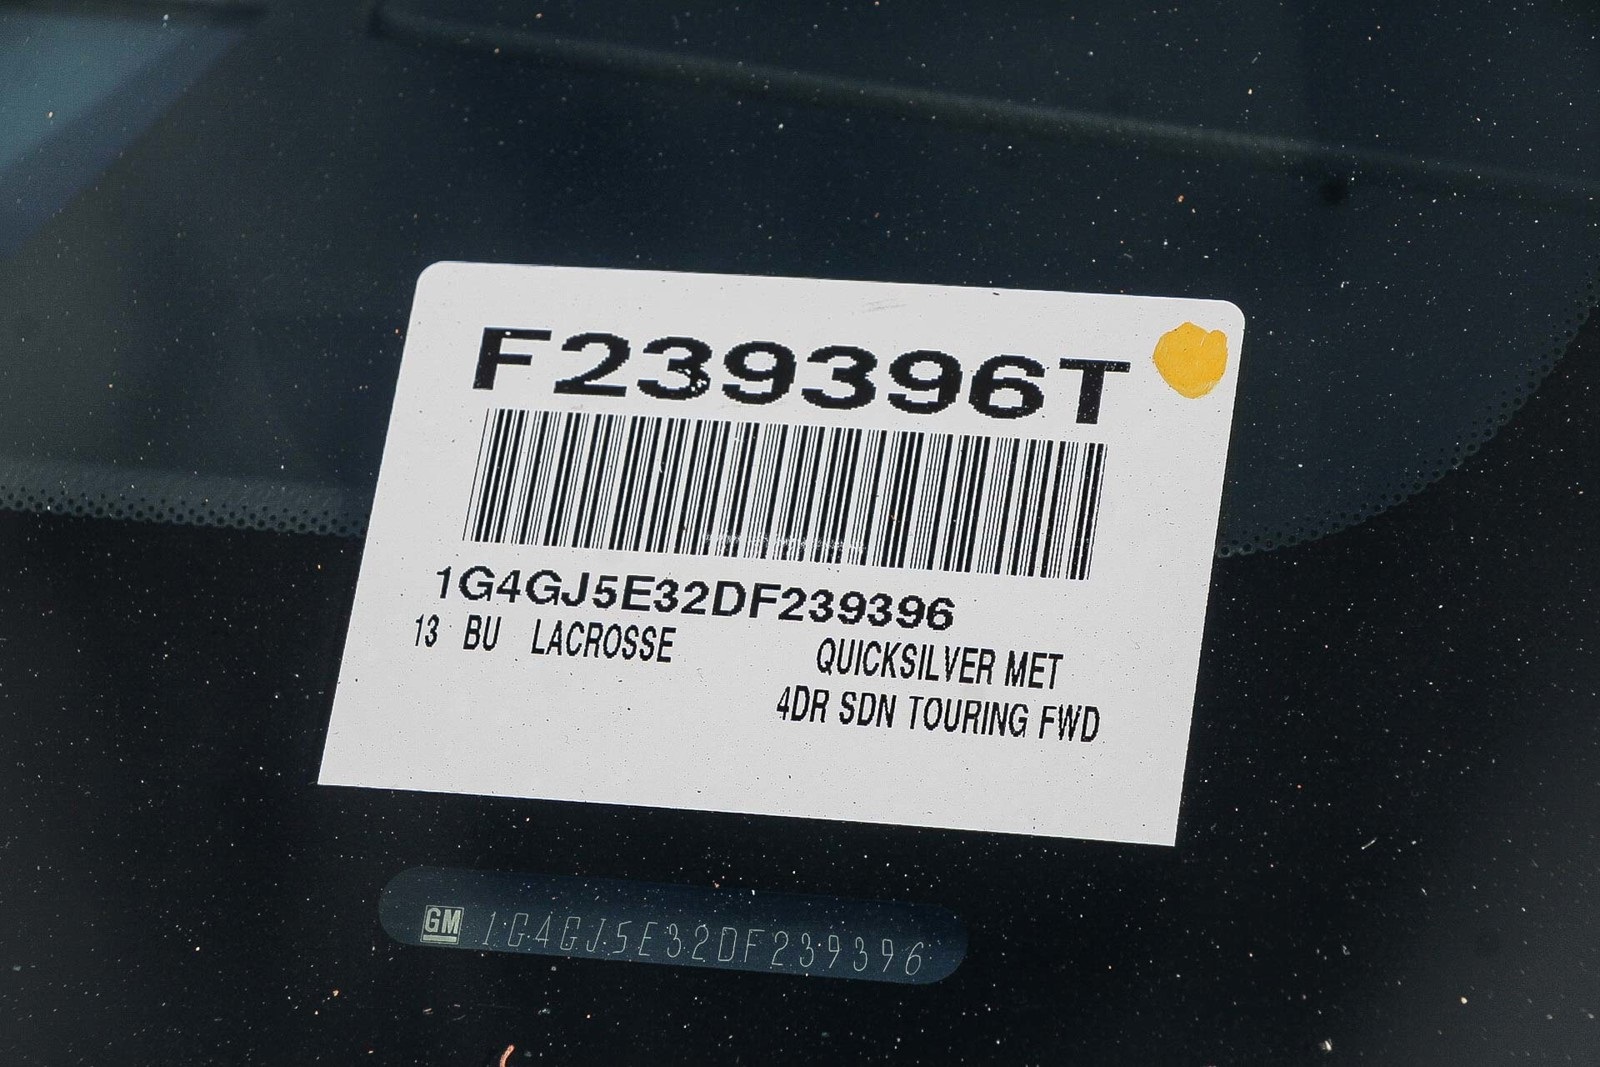 F239396T
1G4GJ5E32DF239396
13 BU LACROSSE QUICKSILVER MET
4DR SDN TOURING FWD
GM 1G4GJ5E32DF239396